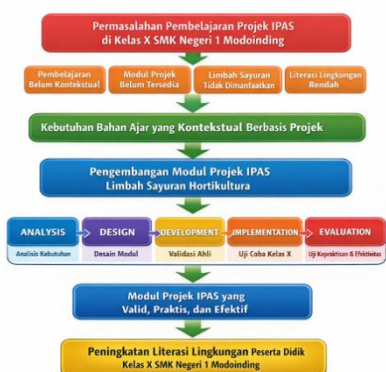 Permasalahan Pembelajaran Projek IPAS
di Kelas X SMK Negeri 1 Modoinding
Pembelajaran
Belum Kontekstual
Modul Projek
Belum Tersedia
Limbah Sayuran
Tidak Dimanfaatkan
Literasi Lingkungan
Rendah
Kebutuhan Bahan Ajar yang Kontekstual Berbasis Projek
Pengembangan Modul Projek IPAS
Limbah Sayuran Hortikultura
ANALYSIS
Analisis Kebutuhan
DESIGN
Desain Modul
DEVELOPMENT
Validasi Ahli
IMPLEMENTATION
Uji Coba Kelas X
EVALUATION
Uji Kepraktisan & Efektivitas
Modul Projek IPAS yang
Valid, Praktis, dan Efektif
Peningkatan Literasi Lingkungan Peserta Didik
Kelas X SMK Negeri 1 Modoinding